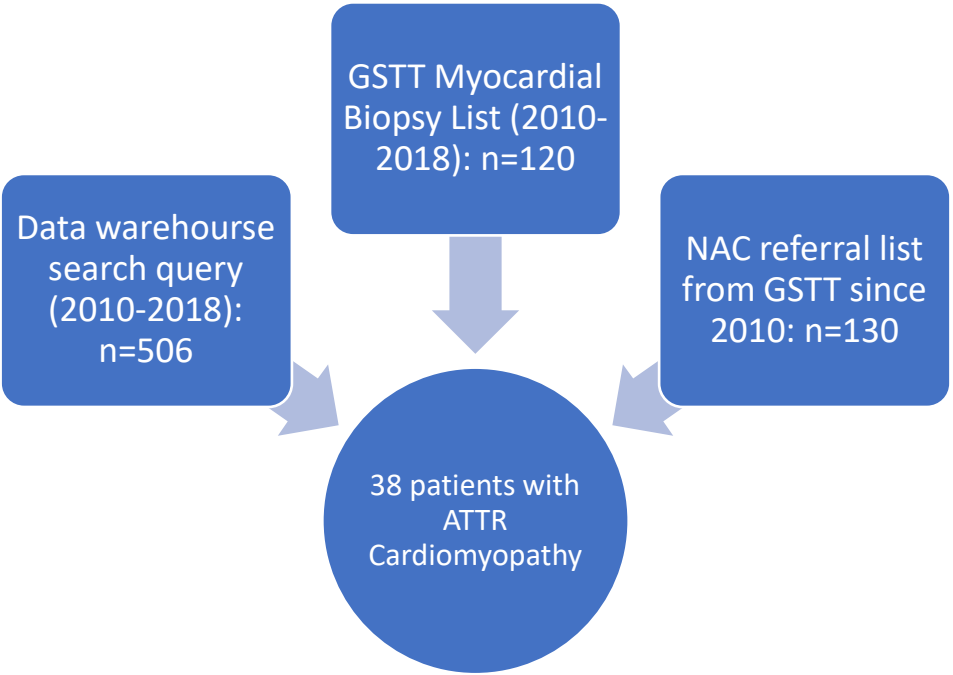 GSTT Myocardial
Biopsy List (2010-
2018): n=120
Data warehourse
search query
(2010-2018):
n=506
NAC referral list
from GSTT since
2010: n=130
38 patients with
ATTR
Cardiomyopathy